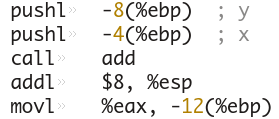 pushl -8(%ebp) ; y
pushl -4(%ebp) ; x
call add
addl $8, %esp
movl %eax, -12(%ebp)